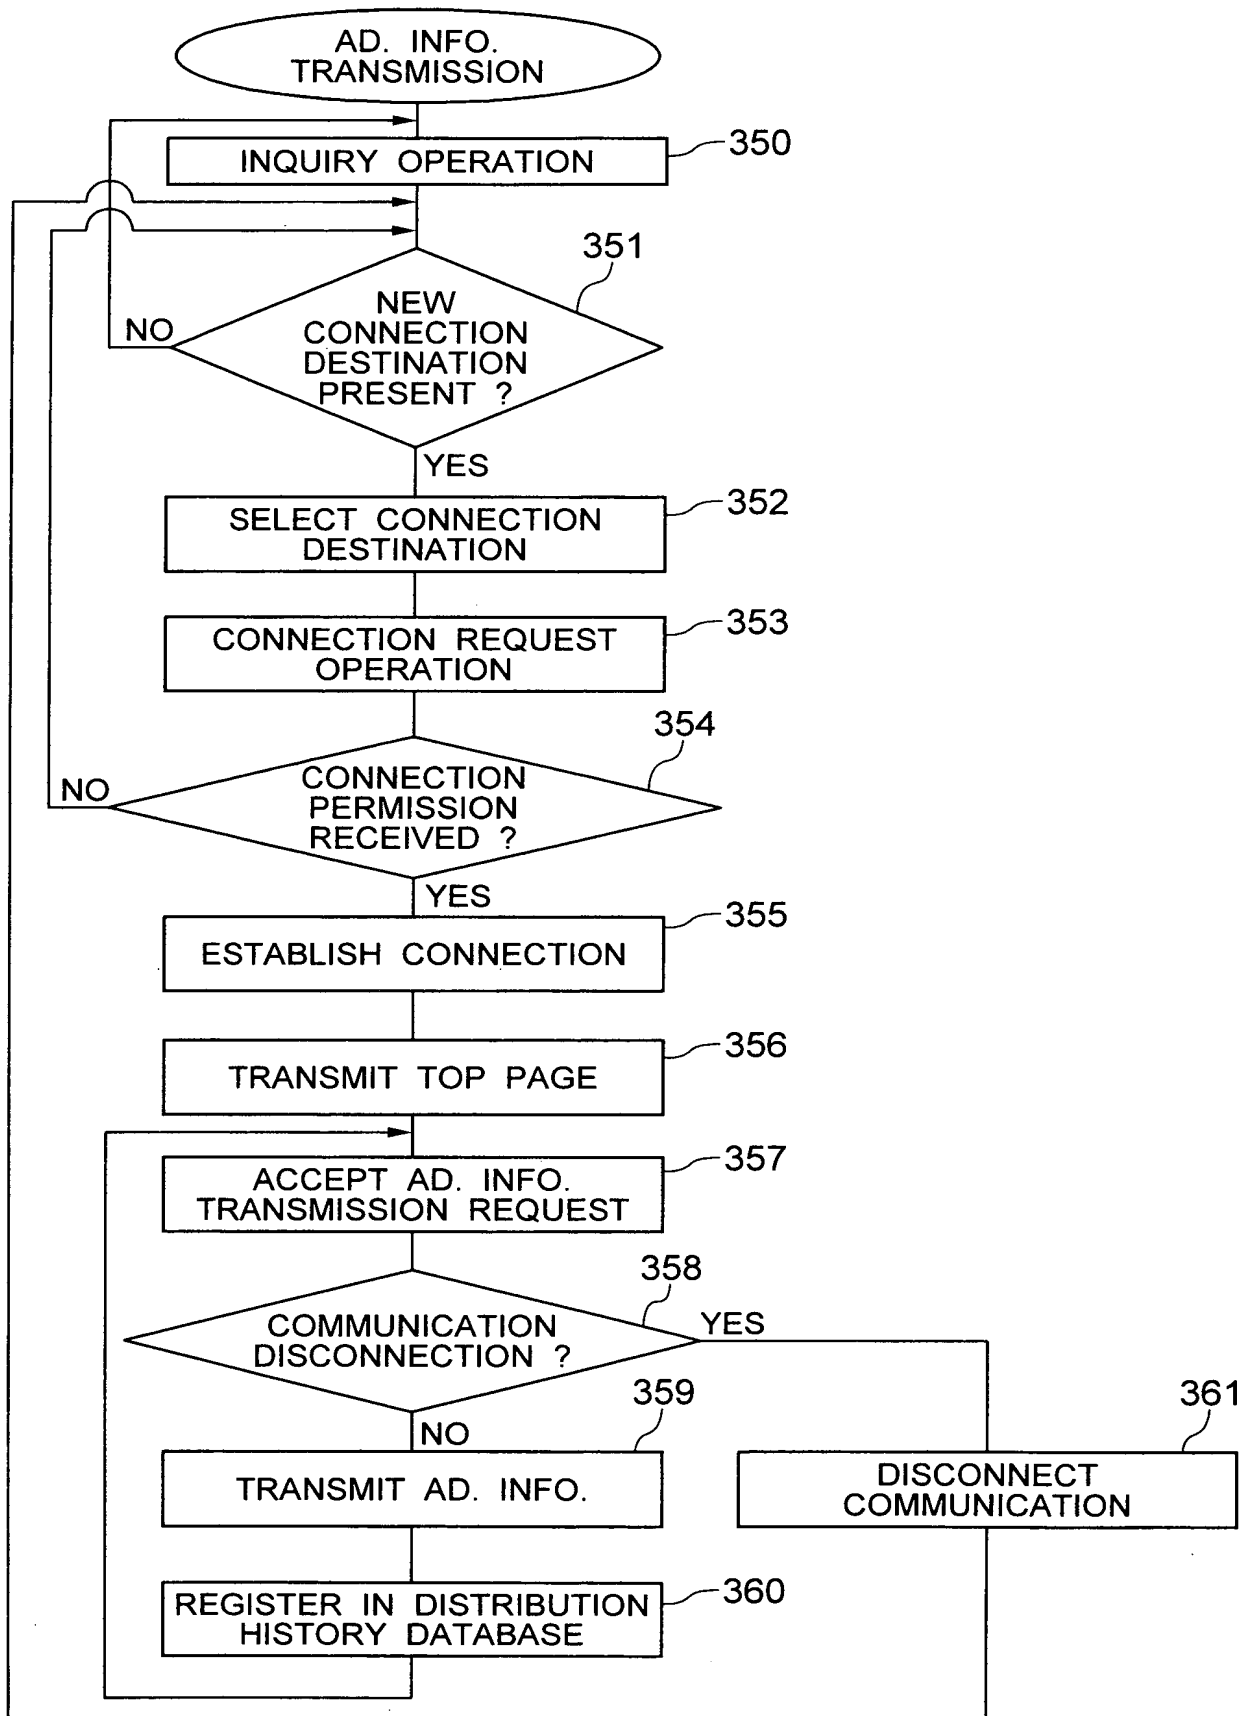 AD. INFO.
TRANSMISSION
INQUIRY OPERATION
350
351
NEW
CONNECTION
DESTINATION
PRESENT ?
NO
YES
352
SELECT CONNECTION
DESTINATION
353
CONNECTION REQUEST
OPERATION
354
CONNECTION
PERMISSION
RECEIVED ?
NO
YES
355
ESTABLISH CONNECTION
356
TRANSMIT TOP PAGE
357
ACCEPT AD. INFO.
TRANSMISSION REQUEST
358
COMMUNICATION
DISCONNECTION ?
YES
NO
359
TRANSMIT AD. INFO.
361
DISCONNECT
COMMUNICATION
360
REGISTER IN DISTRIBUTION
HISTORY DATABASE